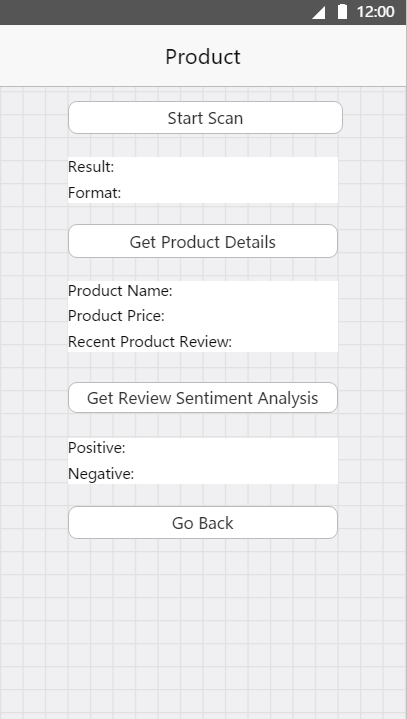 12:00
Product
Start Scan
Result:
Format:
Get Product Details
Product Name:
Product Price:
Recent Product Review:
Get Review Sentiment Analysis
Positive:
Negative:
Go Back